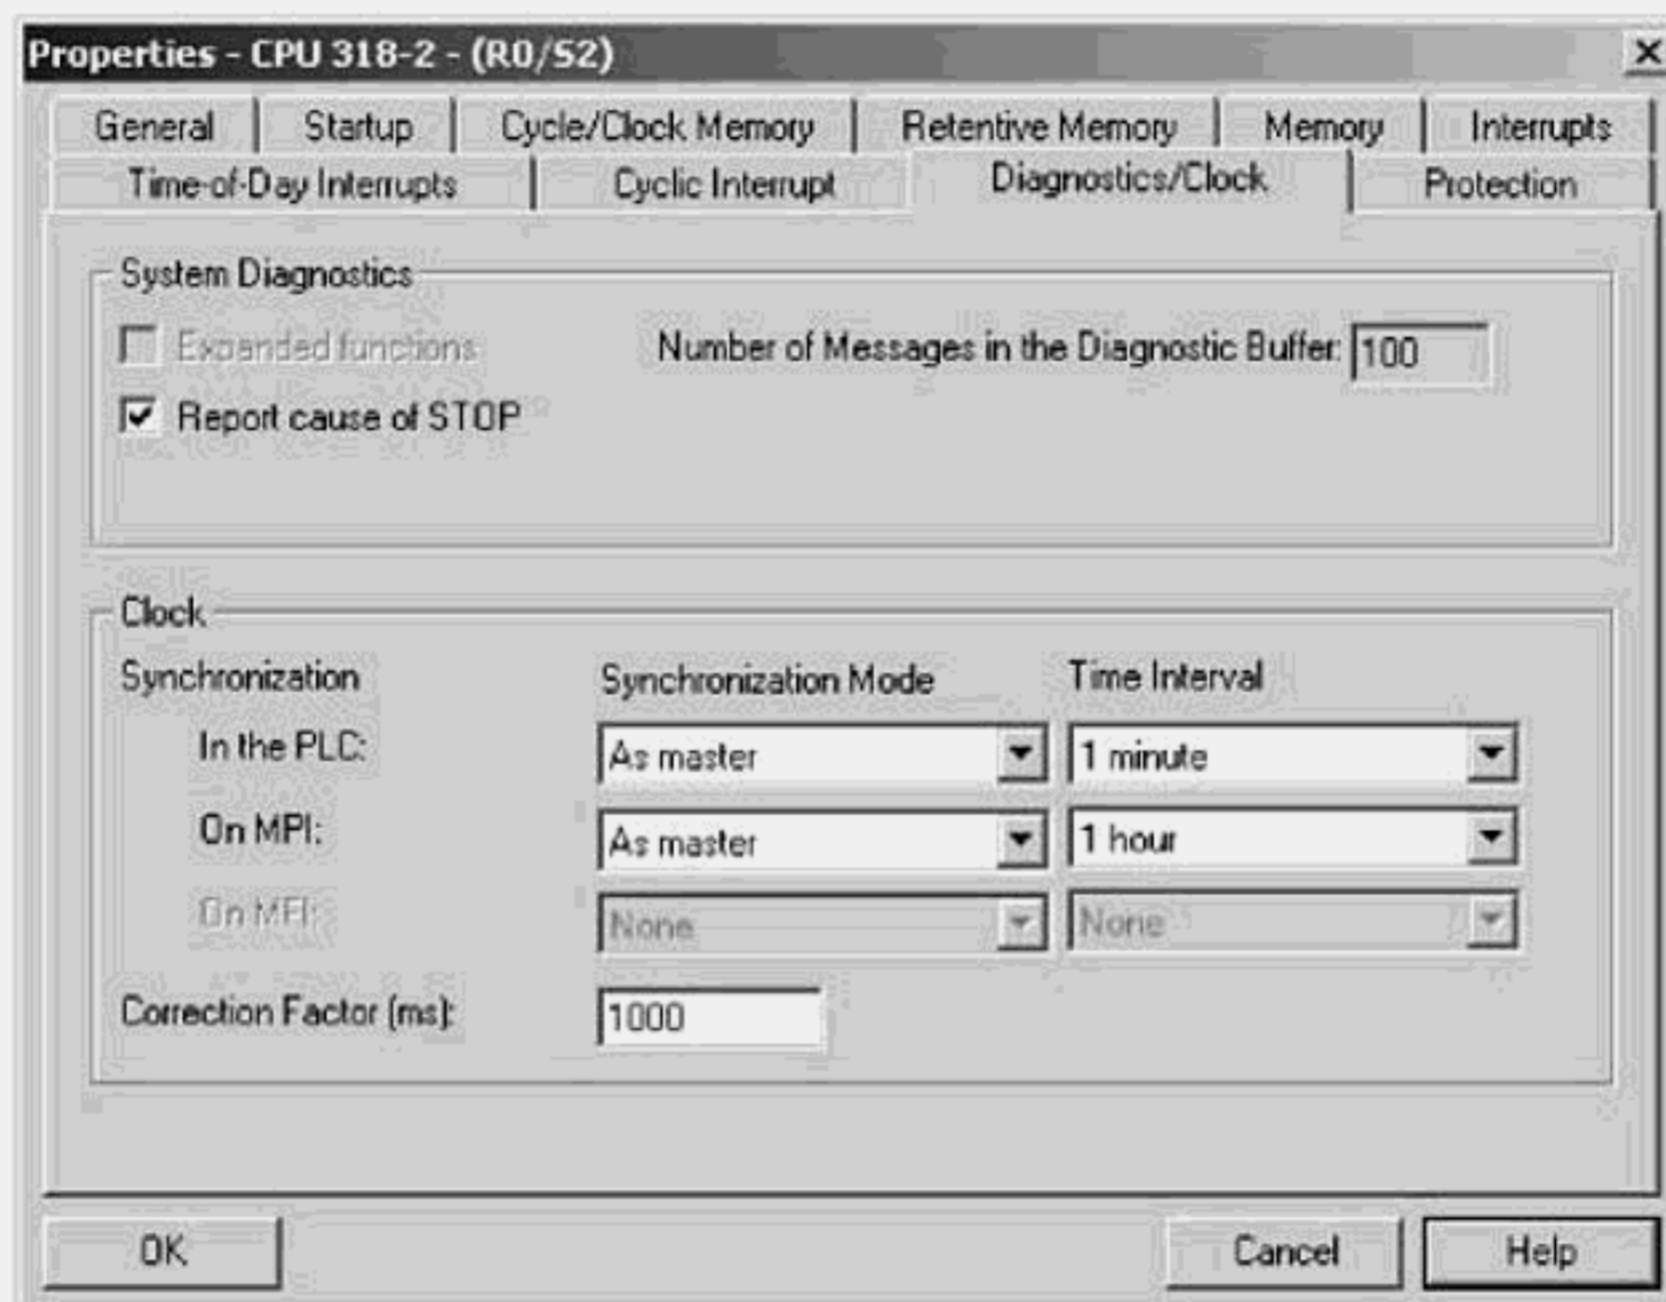 Properties - CPU 318-2 - (R0/S2)
General Startup Cycle/Clock Memory Retentive Memory Memory Interrupts
Time-of-Day Interrupts Cyclic Interrupt Diagnostics/Clock Protection
System Diagnostics
Expanded functions Number of Messages in the Diagnostic Buffer: 100
Report cause of STOP
Clock
Synchronization Synchronization Mode Time Interval
In the PLC: As master 1 minute
On MPI: As master 1 hour
On MFI: None None
Correction Factor (ms): 1000
OK Cancel Help